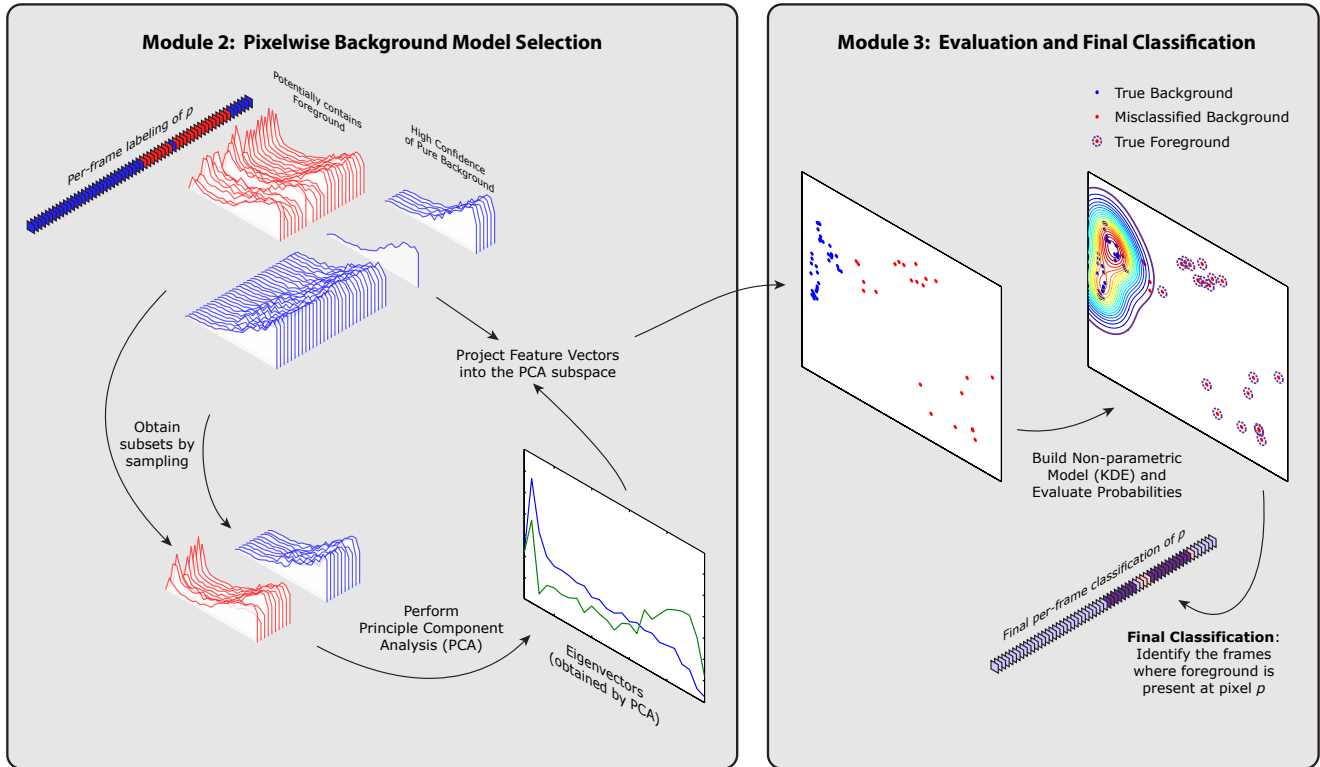 Module 2: Pixelwise Background Model Selection
Per-frame labeling of p
Potentially contains
Foreground
High Confidence
of Pure Background
Project Feature Vectors
into the PCA subspace
Obtain
subsets by
sampling
Perform
Principle Component
Analysis (PCA)
Eigenvectors
(obtained by PCA)
Module 3: Evaluation and Final Classification
True Background
Misclassified Background
True Foreground
Build Non-parametric
Model (KDE) and
Evaluate Probabilities
Final per-frame classification of p
Final Classification:
Identify the frames
where foreground is
present at pixel p